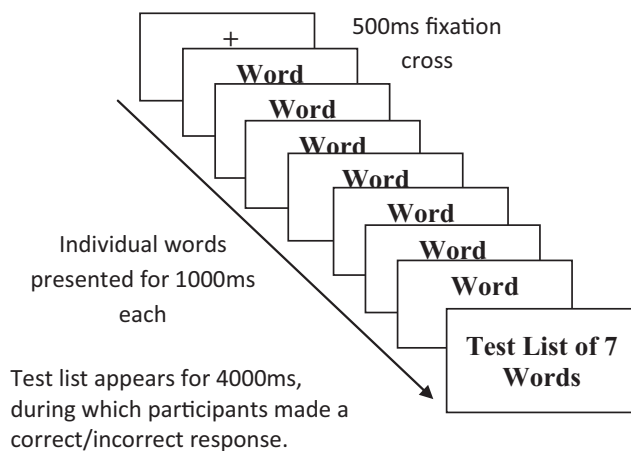 500ms fixation
cross
+
Word
Word
Word
Word
Word
Word
Word
Test List of 7
Words
Individual words
presented for 1000ms
each
Test list appears for 4000ms,
during which participants made a
correct/incorrect response.